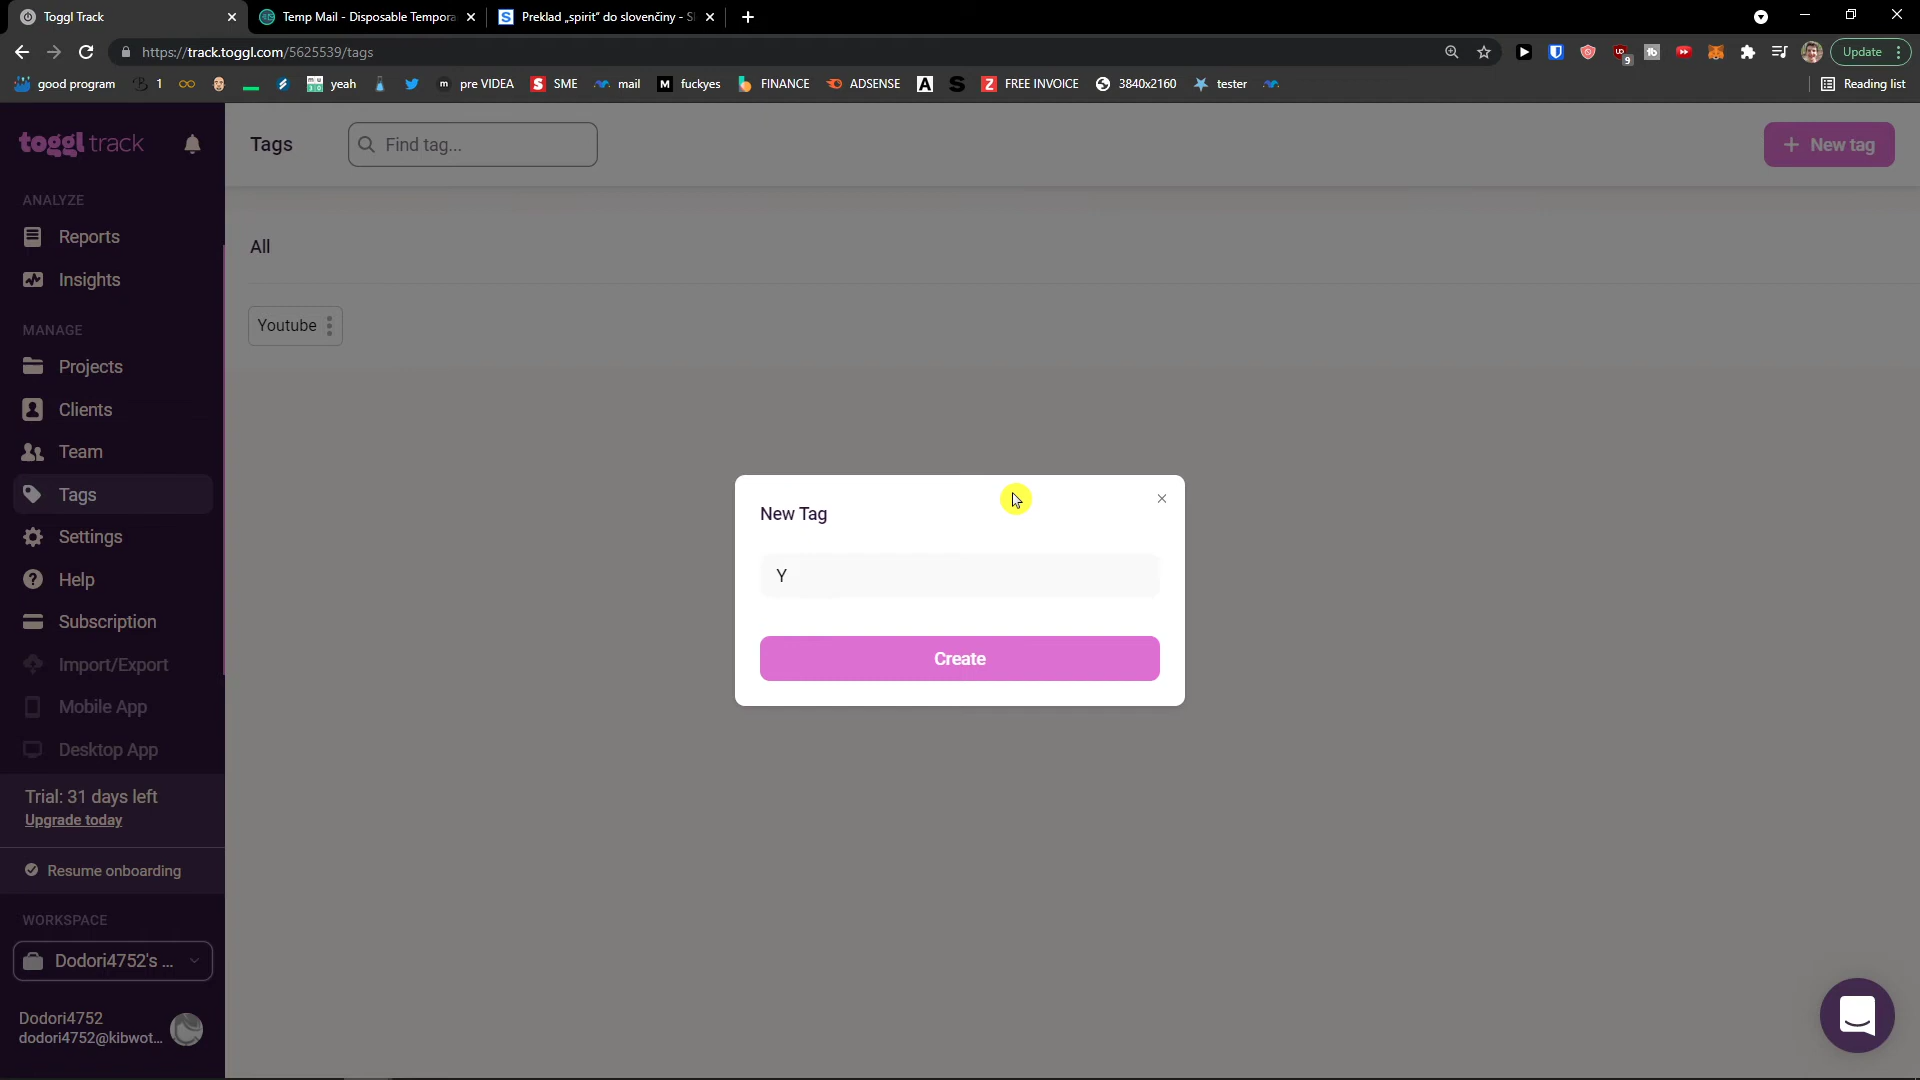 Toggl Track
Temp Mail - Disposable Tempora
Preklad „spirit" do slovenčiny - S
https://track.toggl.com/5625539/tags
9
Update
good program
1
yeah
pre VIDEA
SME
mail
fuckyes
FINANCE
ADSENSE
FREE INVOICE
3840x2160
tester
Reading list
toggl track
Tags
Find tag...
+ New tag
ANALYZE
Reports
Insights
All
Youtube
MANAGE
Projects
Clients
Team
Tags
Settings
Help
Subscription
Import/Export
Mobile App
Desktop App
New Tag
Y
Create
Trial: 31 days left
Upgrade today
Resume onboarding
WORKSPACE
Dodori4752's ...
Dodori4752
dodori4752@kibwot...